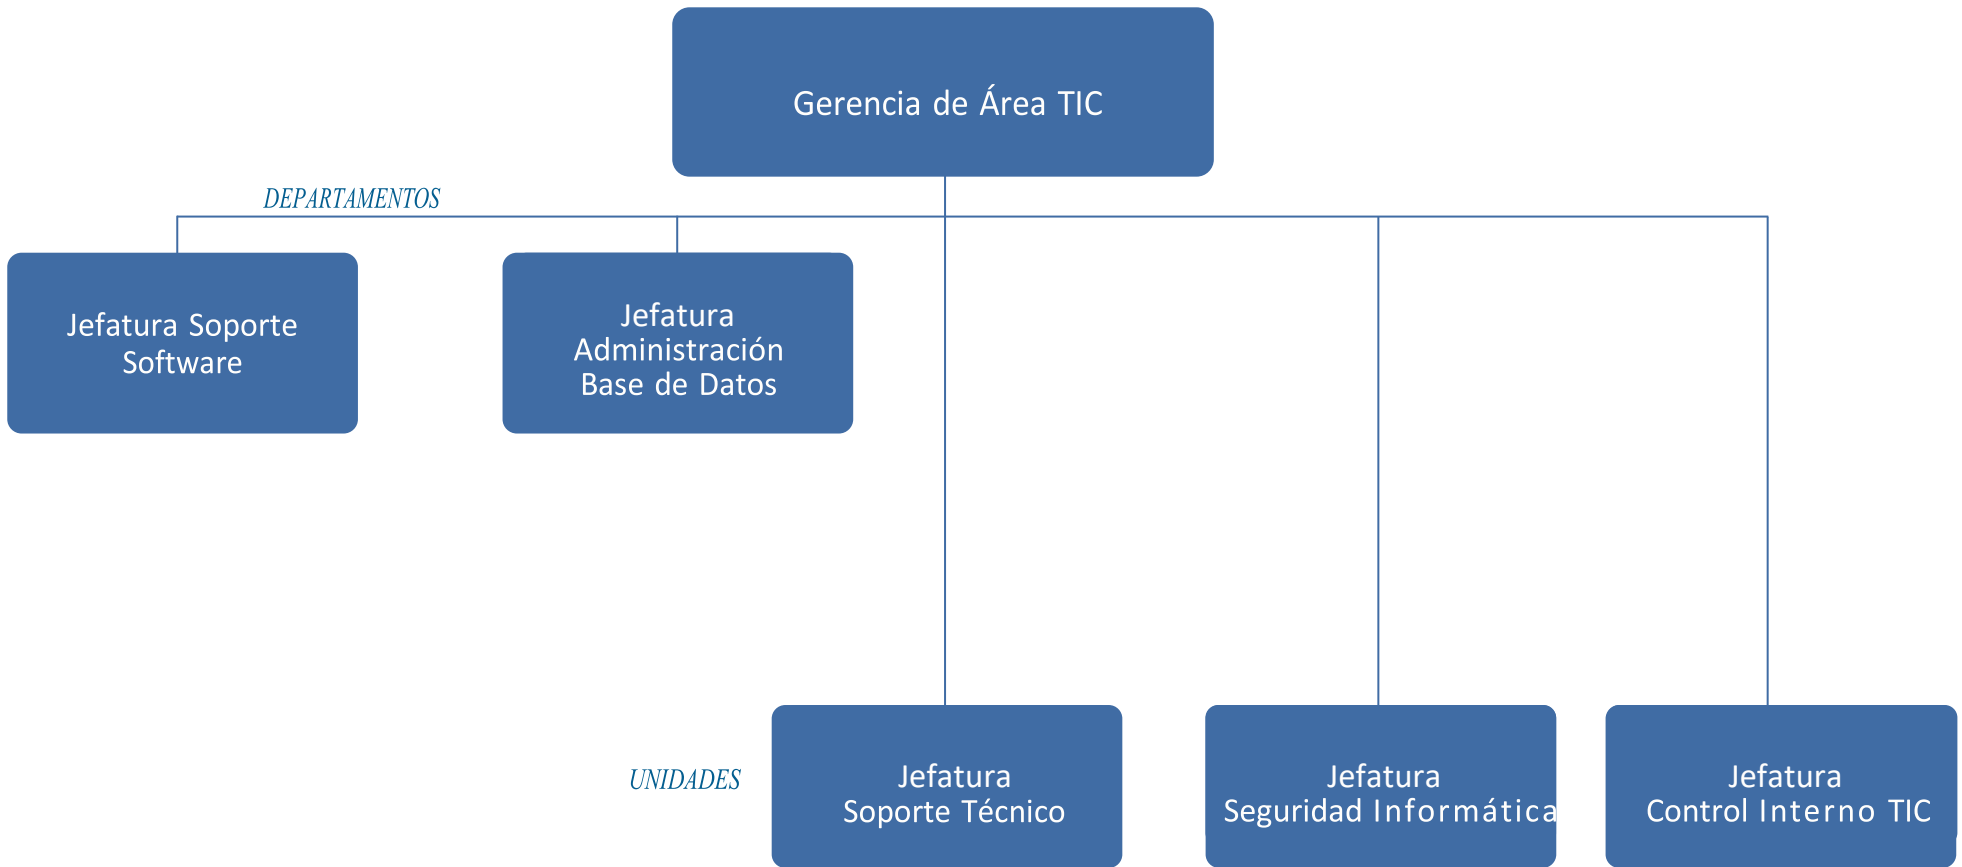 Gerencia de Área TIC
DEPARTAMENTOS
Jefatura Soporte
Software
Jefatura
Administración
Base de Datos
UNIDADES
Jefatura
Soporte Técnico
Jefatura
Seguridad Informática
Jefatura
Control Interno TIC